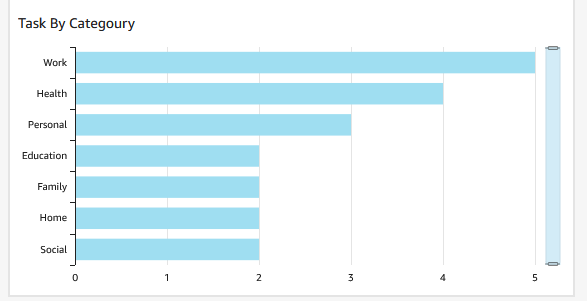 Task By Categoury
Work
Health
Personal
Education
Family
Home
Social
0 1 2 3 4 5